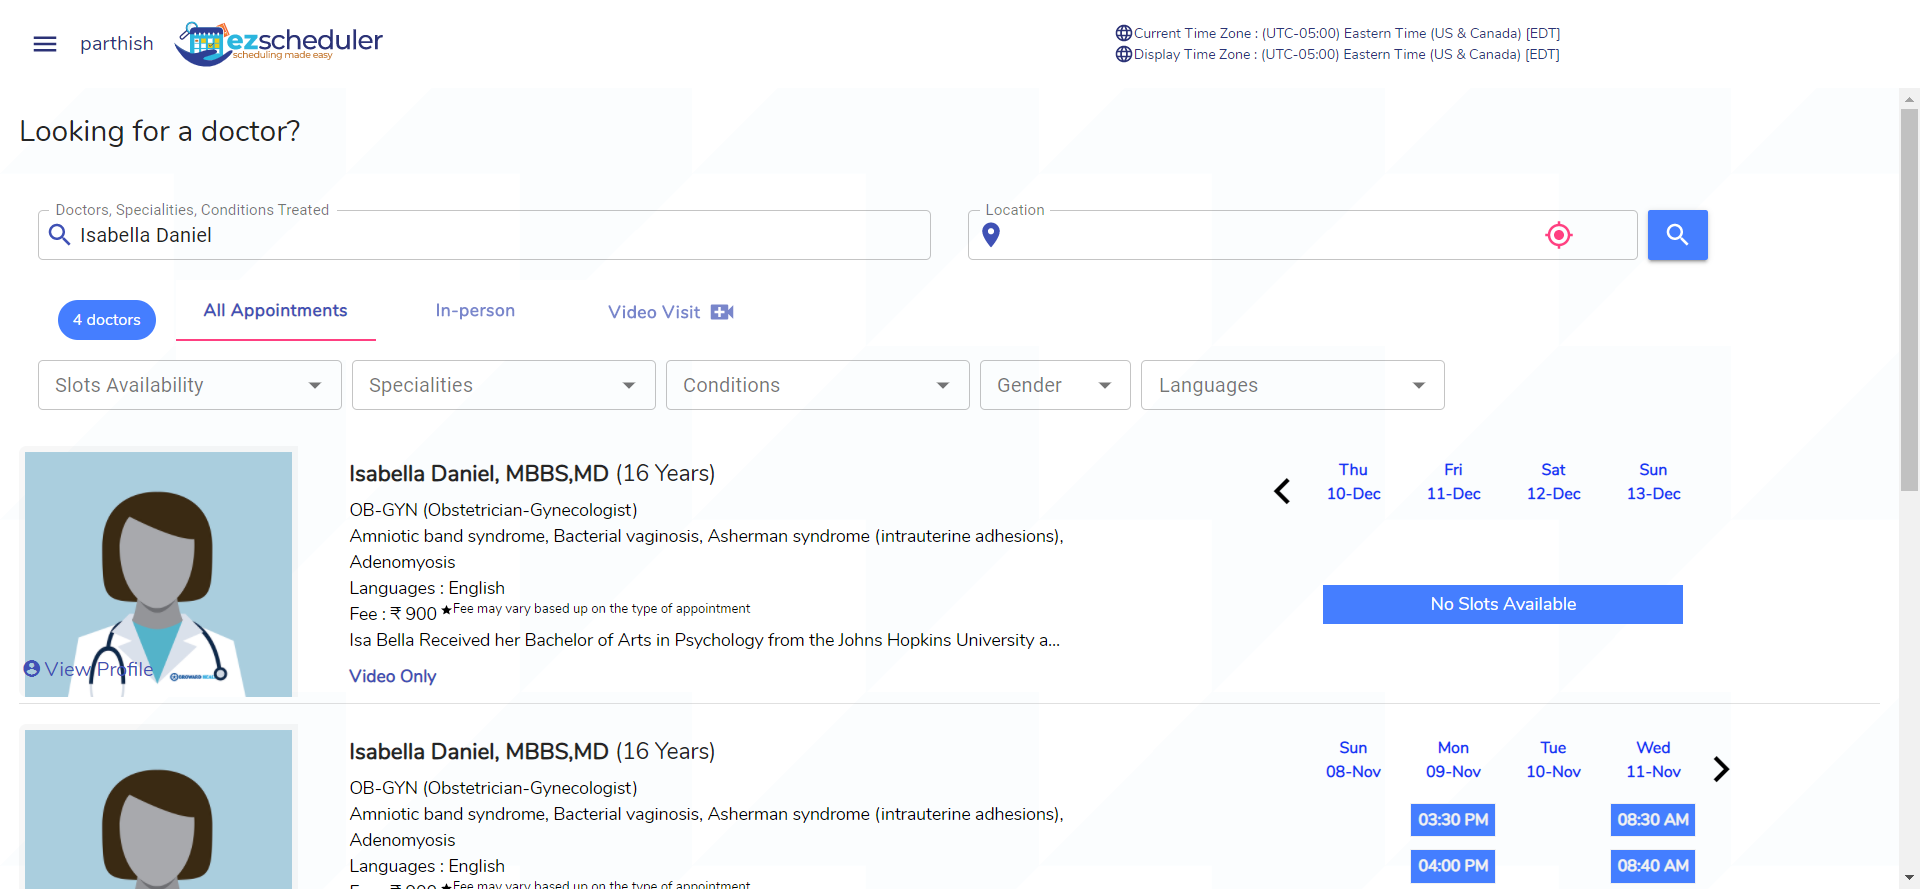 parthish
ezscheduler
scheduling made easy
Current Time Zone : (UTC-05:00) Eastern Time (US & Canada) [EDT]
Display Time Zone : (UTC-05:00) Eastern Time (US & Canada) [EDT]
Looking for a doctor?
Doctors, Specialities, Conditions Treated
Isabella Daniel
Location
4 doctors
All Appointments
In-person
Video Visit
Slots Availability
Specialities
Conditions
Gender
Languages
Isabella Daniel, MBBS,MD (16 Years)
OB-GYN (Obstetrician-Gynecologist)
Amniotic band syndrome, Bacterial vaginosis, Asherman syndrome (intrauterine adhesions),
Adenomyosis
Languages : English
Fee : ₹ 900 ★Fee may vary based up on the type of appointment
Isa Bella Received her Bachelor of Arts in Psychology from the Johns Hopkins University a...
Video Only
View Profile
Thu Fri Sat Sun
10-Dec 11-Dec 12-Dec 13-Dec
No Slots Available
Isabella Daniel, MBBS,MD (16 Years)
OB-GYN (Obstetrician-Gynecologist)
Amniotic band syndrome, Bacterial vaginosis, Asherman syndrome (intrauterine adhesions),
Adenomyosis
Languages : English
Fee : ₹ 900 ★Fee may vary based up on the type of appointment
Sun Mon Tue Wed
08-Nov 09-Nov 10-Nov 11-Nov
03:30 PM 08:30 AM
04:00 PM 08:40 AM